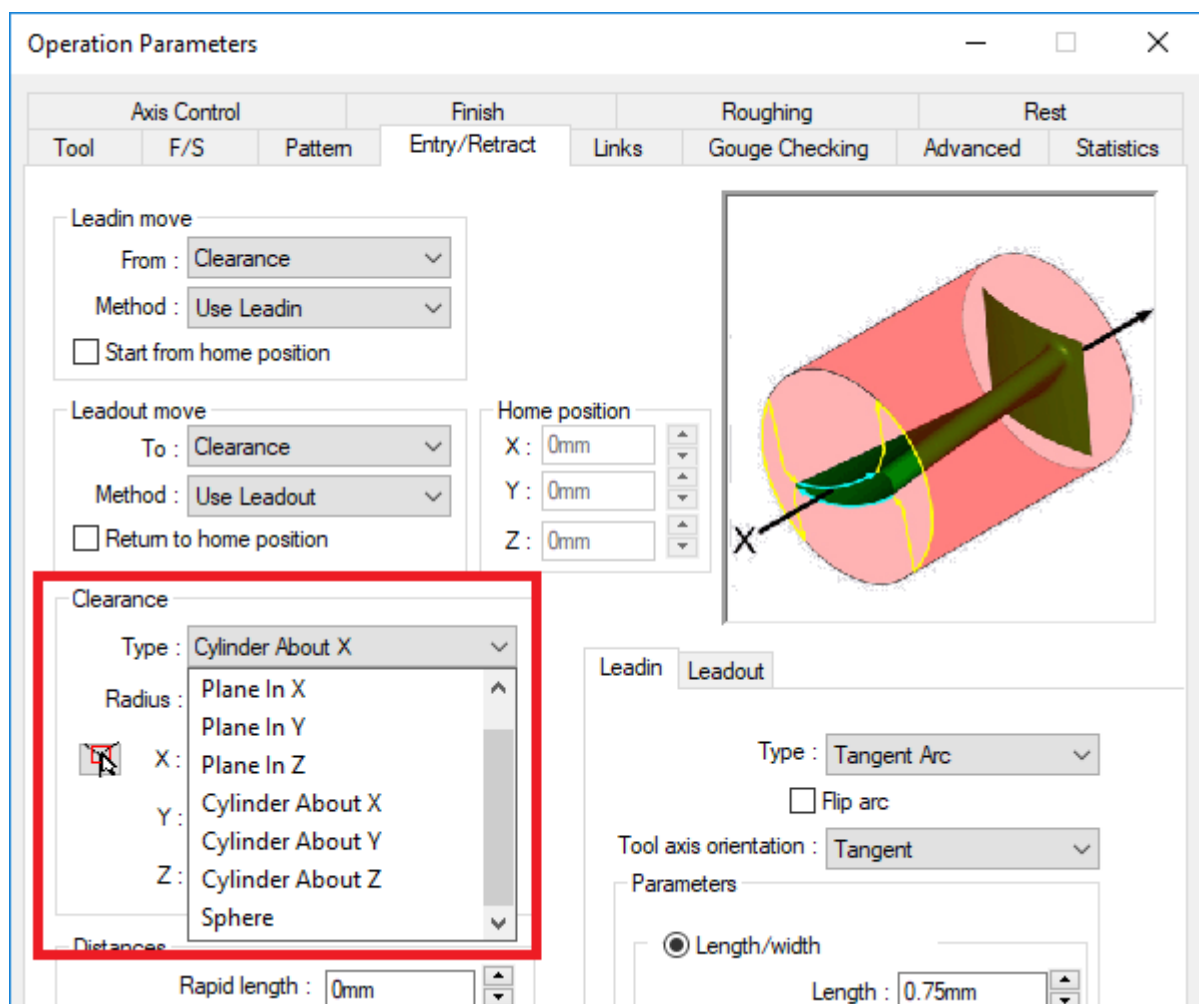 Operation Parameters
Axis Control Finish Roughing Rest
Tool F/S Pattern Entry/Retract Links Gouge Checking Advanced Statistics
Leadin move
From : Clearance
Method : Use Leadin
Start from home position
Leadout move
To : Clearance
Method : Use Leadout
Return to home position
Home position
X : 0mm
Y : 0mm
Z : 0mm
X
Clearance
Type : Cylinder About X
Radius :
X :
Y :
Z :
Plane In X
Plane In Y
Plane In Z
Cylinder About X
Cylinder About Y
Cylinder About Z
Sphere
Distances
Rapid length : 0mm
Leadin Leadout
Type : Tangent Arc
Flip arc
Tool axis orientation : Tangent
Parameters
Length/width
Length : 0.75mm